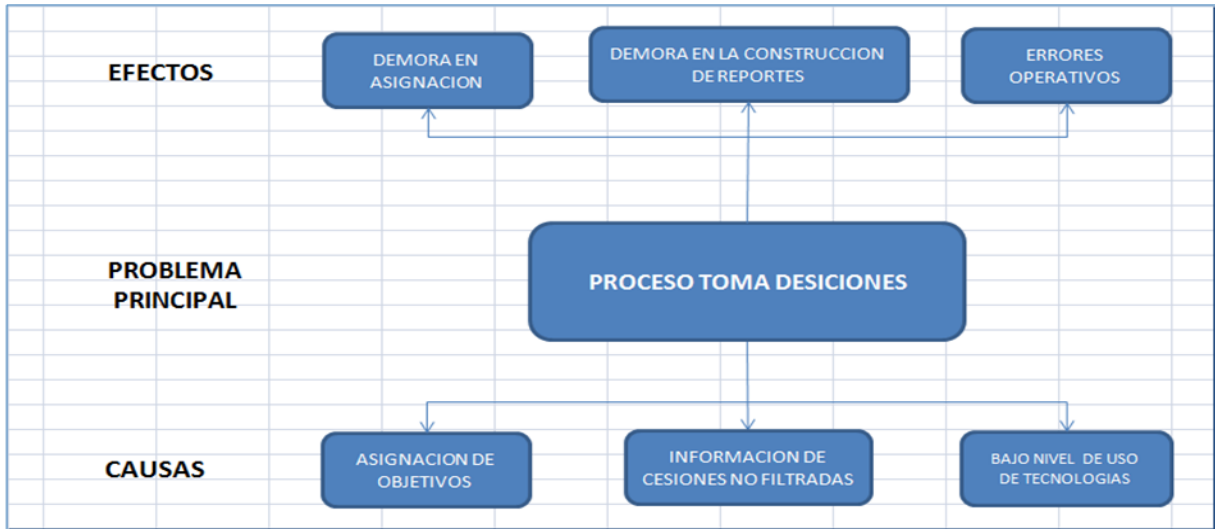 EFECTOS
DEMORA EN
ASIGNACION
DEMORA EN LA CONSTRUCCION
DE REPORTES
ERRORES
OPERATIVOS
PROBLEMA
PRINCIPAL
PROCESO TOMA DESICIONES
CAUSAS
ASIGNACION DE
OBJETIVOS
INFORMACION DE
CESIONES NO FILTRADAS
BAJO NIVEL DE USO
DE TECNOLOGIAS